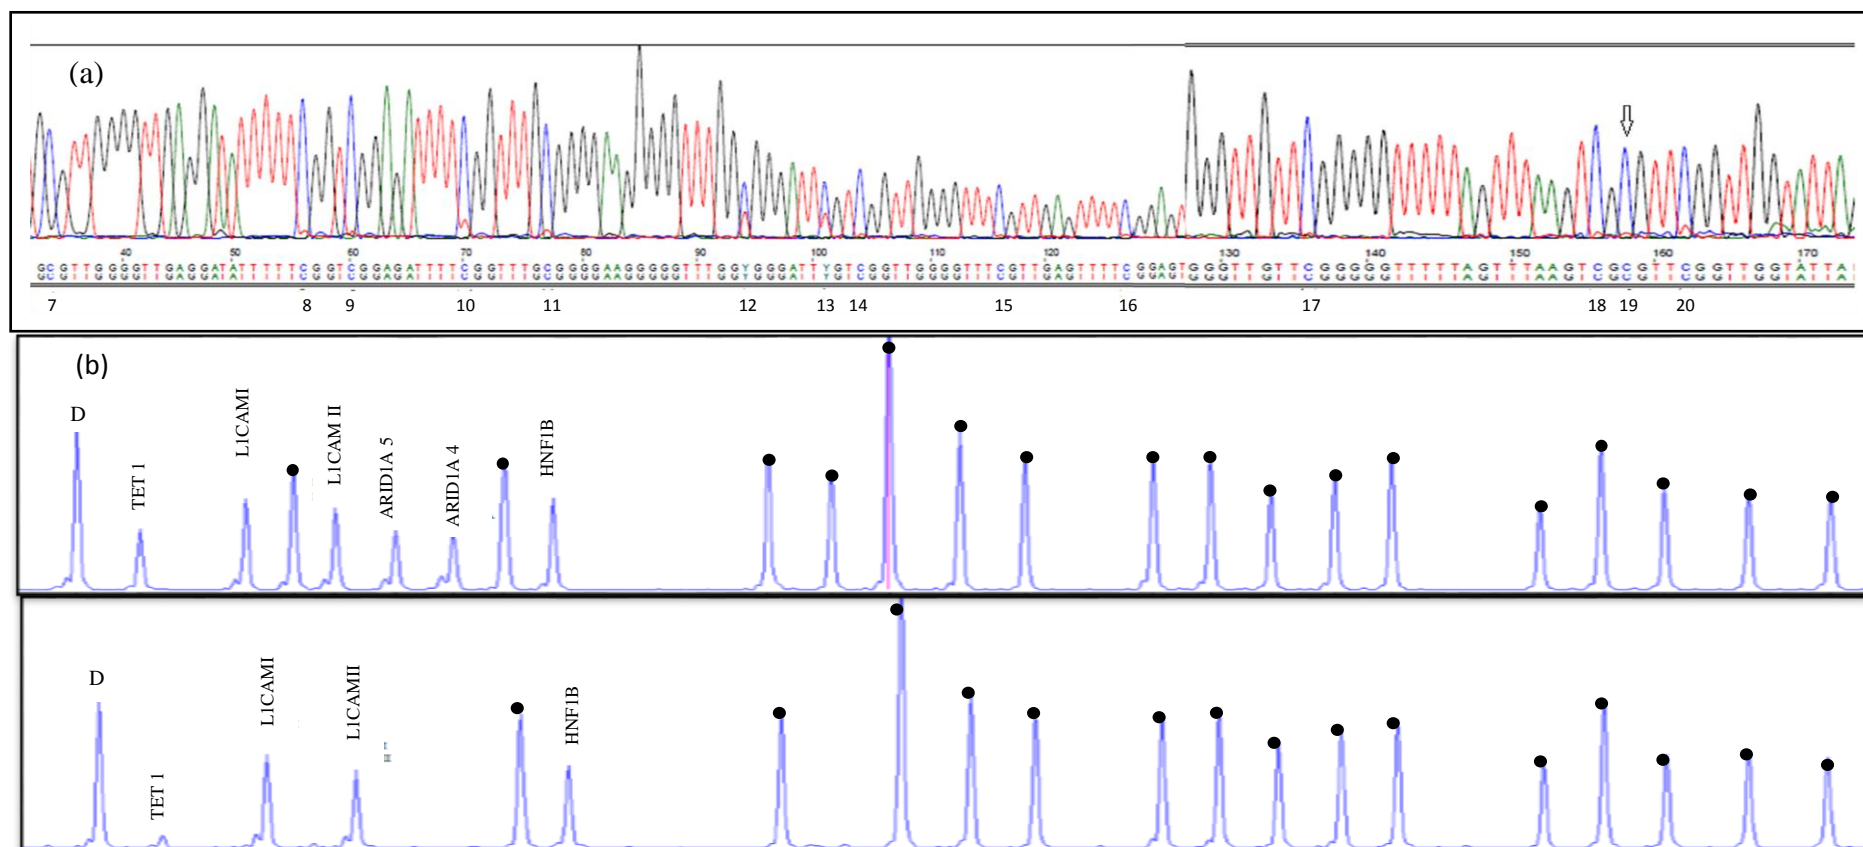 (a)
40 50 60 70 80 90 100 110 120 130 140 150 160 170
GCGTTGGGGTTGAGGATATTTTTCGGTCGGAGATTTTCGGTTTGCGGGGAAGGGGGTTTGGYGGGATTYGTCGGTTGGGGTTTCGTTGAGTTTTCGGAGTGGGTTGTTCGGGGGTTTTTAGTTTAAGTCGCGTTCGGTTGGTATTA
7 8 9 10 11 12 13 14 15 16 17 18 19 20
(b)
D
TET 1
L1CAMI
L1CAM II
ARID1A 5
ARID1A 4
HNF1B
D
TET 1
L1CAMI
L1CAMII
HNF1B